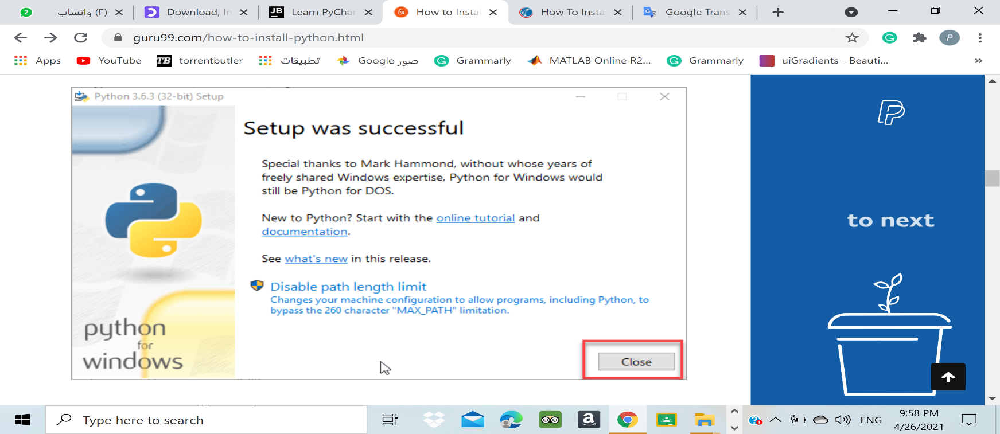 2
(٢) واتساب
Download, In
JB
Learn PyChar
How to Instal
How To Insta
Google Trans
guru99.com/how-to-install-python.html
P
Apps
YouTube
TB
torrentbutler
تطبيقات
صور Google
Grammarly
MATLAB Online R2...
Grammarly
uiGradients - Beauti...
Python 3.6.3 (32-bit) Setup
Setup was successful
Special thanks to Mark Hammond, without whose years of
freely shared Windows expertise, Python for Windows would
still be Python for DOS.
New to Python? Start with the online tutorial and
documentation.
See what's new in this release.
Disable path length limit
Changes your machine configuration to allow programs, including Python, to
bypass the 260 character "MAX_PATH" limitation.
python
for
windows
Close
to next
Type here to search
ENG
9:58 PM
4/26/2021